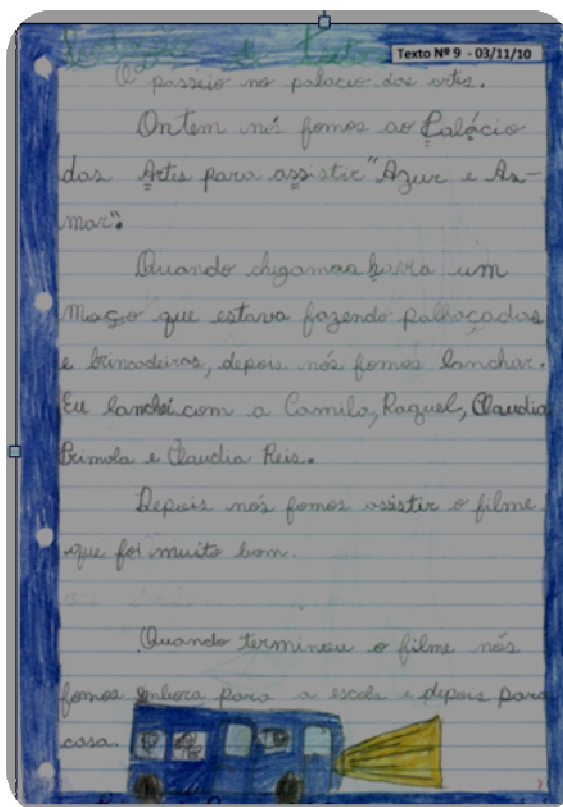 Texto Nº 9 - 03/11/10
O passeio no palacio das artes.
Ontem nós fomos ao Palácio
das Artes para assistir "Azur e As-
mar".
Quando chegamos havia um
moço que estava fazendo palhaçadas
e brincadeiras, depois nós fomos lanchar.
Eu lanchei com a Camila, Raquel, Claudia
Brimola e Claudia Reis.
Depois nós fomos assistir o filme
que foi muito bom.
Quando terminou o filme nós
fomos embora para a escola e depois para
casa.